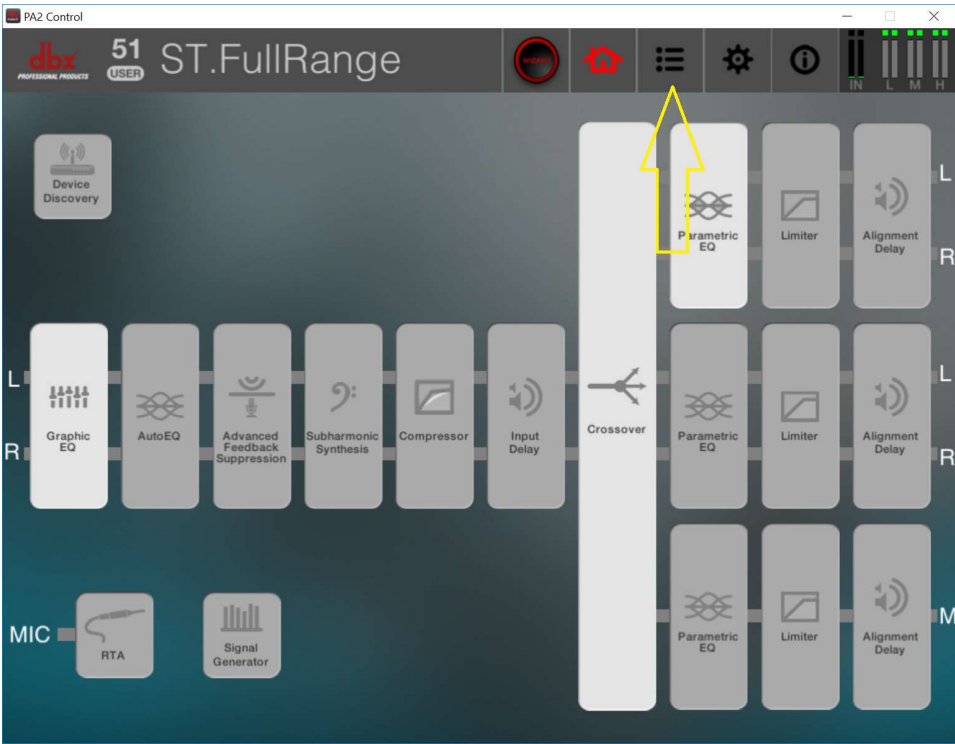 PA2 Control
dbx
PROFESSIONAL PRODUCTS
51
USER
ST.FullRange
WIZARD
IN L M H
Device
Discovery
Parametric
EQ
Limiter
Alignment
Delay
L
R
L
R
Graphic
EQ
AutoEQ
Advanced
Feedback
Suppression
Subharmonic
Synthesis
Compressor
Input
Delay
Crossover
Parametric
EQ
Limiter
Alignment
Delay
L
R
MIC
RTA
Signal
Generator
Parametric
EQ
Limiter
Alignment
Delay
M